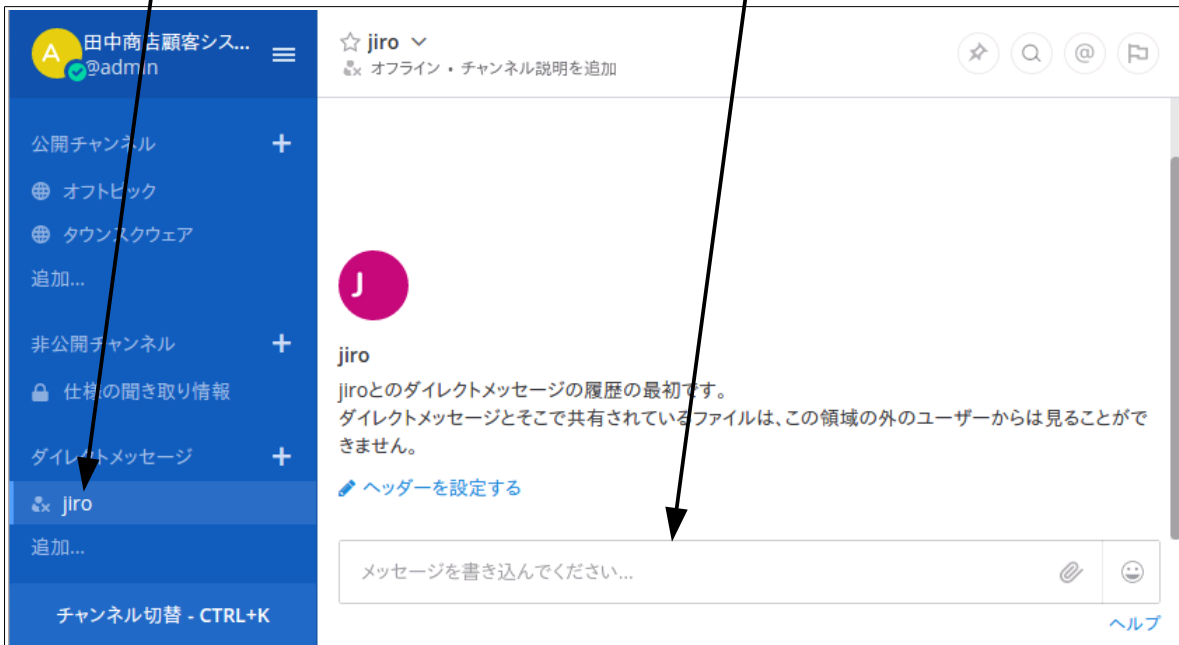 A
田中商店顧客シス...
@admin
公開チャンネル
オフトピック
タウンスクウェア
追加...
非公開チャンネル
仕様の聞き取り情報
ダイレクトメッセージ
jiro
追加...
チャンネル切替 - CTRL+K
jiro
オフライン • チャンネル説明を追加
@
J
jiro
jiroとのダイレクトメッセージの履歴の最初です。
ダイレクトメッセージとそこで共有されているファイルは、この領域の外のユーザーからは見ることがで
きません。
ヘッダーを設定する
メッセージを書き込んでください...
ヘルプ